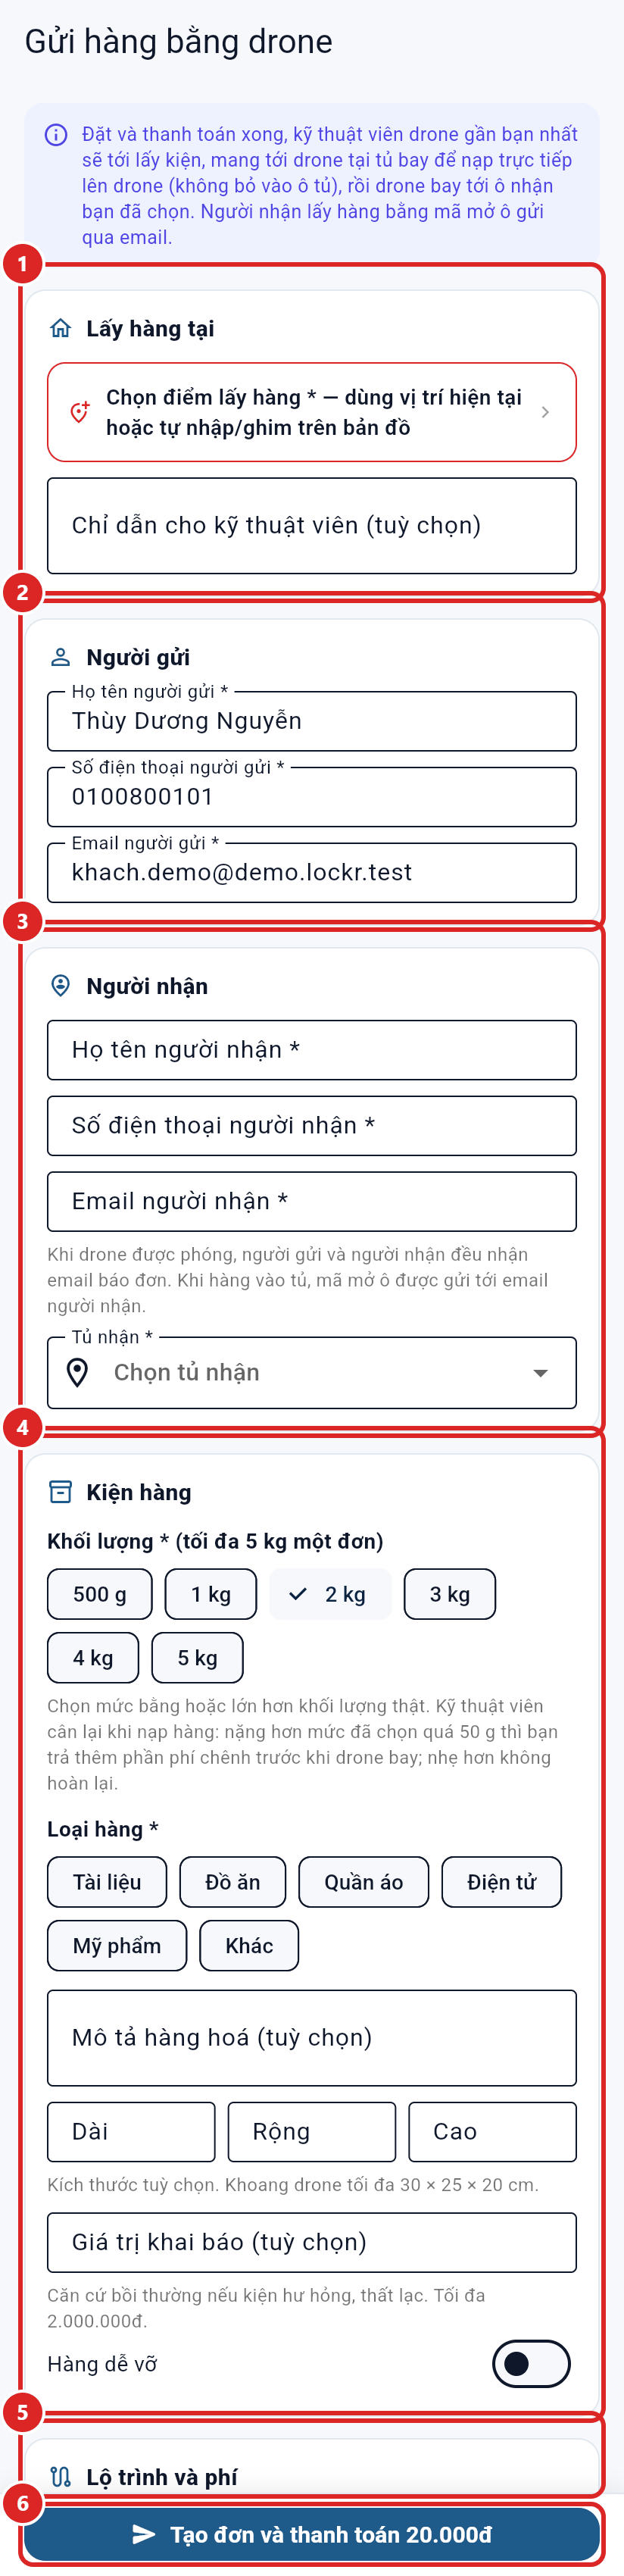 Gửi hàng bằng drone
Đặt và thanh toán xong, kỹ thuật viên drone gần bạn nhất
sẽ tới lấy kiện, mang tới drone tại tủ bay để nạp trực tiếp
lên drone (không bỏ vào ô tủ), rồi drone bay tới ô nhận
bạn đã chọn. Người nhận lấy hàng bằng mã mở ô gửi
qua email.
1
Lấy hàng tại
Chọn điểm lấy hàng * — dùng vị trí hiện tại
hoặc tự nhập/ghim trên bản đồ
Chỉ dẫn cho kỹ thuật viên (tuỳ chọn)
2
Người gửi
Họ tên người gửi *
Thùy Dương Nguyễn
Số điện thoại người gửi *
0100800101
Email người gửi *
khach.demo@demo.lockr.test
3
Người nhận
Họ tên người nhận *
Số điện thoại người nhận *
Email người nhận *
Khi drone được phóng, người gửi và người nhận đều nhận
email báo đơn. Khi hàng vào tủ, mã mở ô được gửi tới email
người nhận.
Tủ nhận *
Chọn tủ nhận
4
Kiện hàng
Khối lượng * (tối đa 5 kg một đơn)
500 g 1 kg 2 kg 3 kg
4 kg 5 kg
Chọn mức bằng hoặc lớn hơn khối lượng thật. Kỹ thuật viên
cân lại khi nạp hàng: nặng hơn mức đã chọn quá 50 g thì bạn
trả thêm phần phí chênh trước khi drone bay; nhẹ hơn không
hoàn lại.
Loại hàng *
Tài liệu Đồ ăn Quần áo Điện tử
Mỹ phẩm Khác
Mô tả hàng hoá (tuỳ chọn)
Dài Rộng Cao
Kích thước tuỳ chọn. Khoang drone tối đa 30 × 25 × 20 cm.
Giá trị khai báo (tuỳ chọn)
Căn cứ bồi thường nếu kiện hư hỏng, thất lạc. Tối đa
2.000.000đ.
Hàng dễ vỡ
5
Lộ trình và phí
6
Tạo đơn và thanh toán 20.000đ